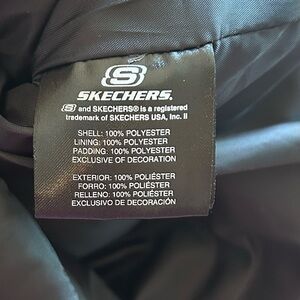 S
SKECHERS.
S and SKECHERS® is a registered
trademark of SKECHERS USA, Inc. II
SHELL: 100% POLYESTER
LINING: 100% POLYESTER
PADDING: 100% POLYESTER
EXCLUSIVE OF DECORATION
EXTERIOR: 100% POLIÉSTER
FORRO: 100% POLIÉSTER
RELLENO: 100% POLIÉSTER
EXCLUSIVO DE DECORACIÓN